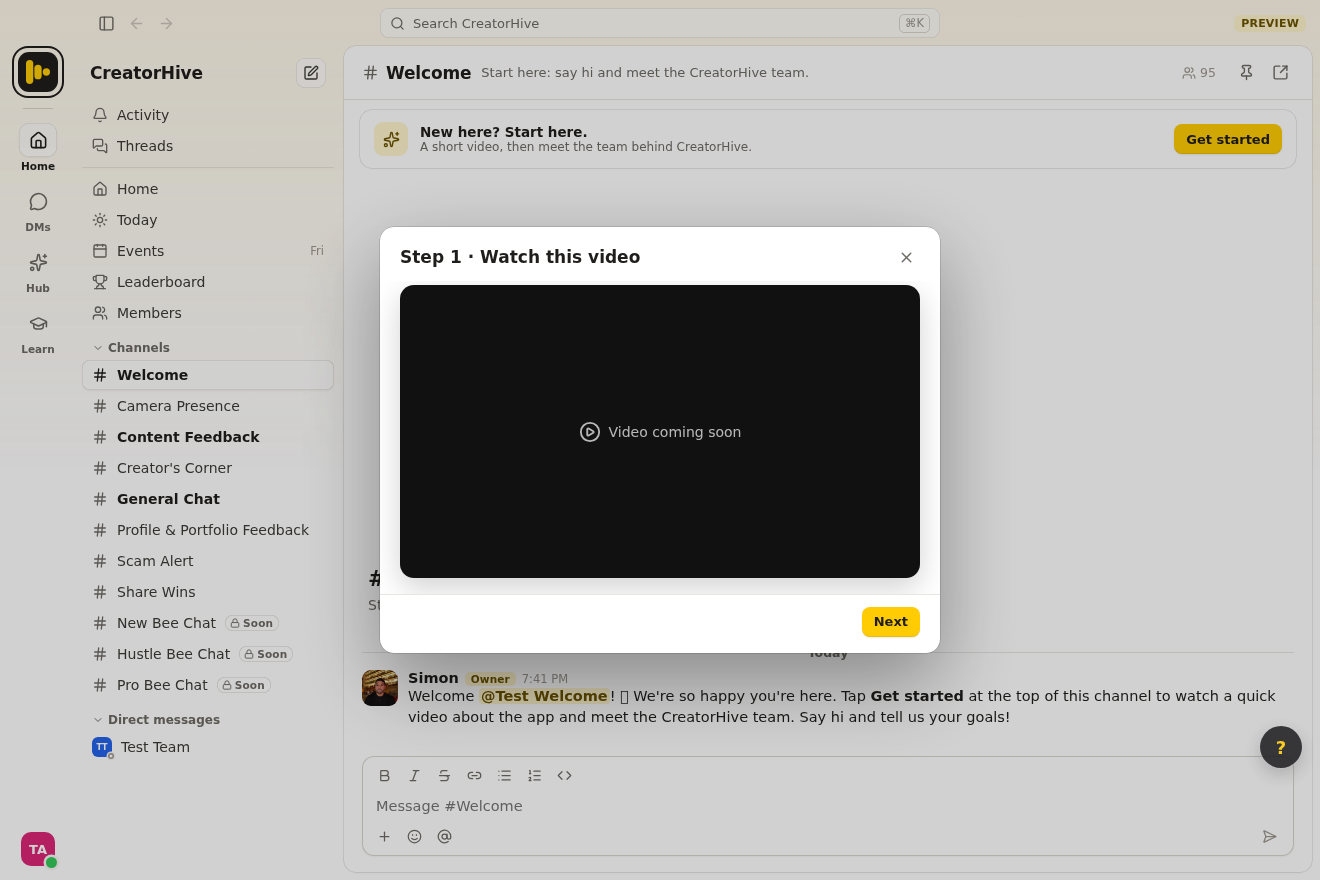 Search CreatorHive
⌘K
PREVIEW
CreatorHive
Activity
Threads
Home
Today
Events
Fri
Leaderboard
Members
Channels
Welcome
Camera Presence
Content Feedback
Creator's Corner
General Chat
Profile & Portfolio Feedback
Scam Alert
Share Wins
New Bee Chat Soon
Hustle Bee Chat Soon
Pro Bee Chat Soon
Direct messages
TT Test Team
Home
DMs
Hub
Learn
TA
# Welcome Start here: say hi and meet the CreatorHive team.
95
New here? Start here.
A short video, then meet the team behind CreatorHive.
Get started
Step 1 · Watch this video
Video coming soon
Next
#
St
Today
Simon Owner 7:41 PM
Welcome @Test Welcome! We're so happy you're here. Tap Get started at the top of this channel to watch a quick
video about the app and meet the CreatorHive team. Say hi and tell us your goals!
Message #Welcome
?